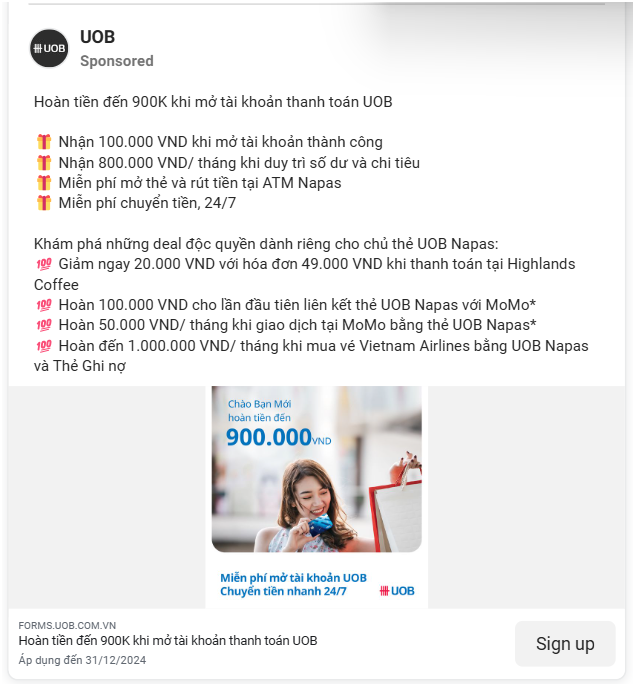 UOB
UOB
Sponsored
Hoàn tiền đến 900K khi mở tài khoản thanh toán UOB
🎁 Nhận 100.000 VND khi mở tài khoản thành công
🎁 Nhận 800.000 VND/ tháng khi duy trì số dư và chi tiêu
🎁 Miễn phí mở thẻ và rút tiền tại ATM Napas
🎁 Miễn phí chuyển tiền, 24/7
Khám phá những deal độc quyền dành riêng cho chủ thẻ UOB Napas:
💯 Giảm ngay 20.000 VND với hóa đơn 49.000 VND khi thanh toán tại Highlands
Coffee
💯 Hoàn 100.000 VND cho lần đầu tiên liên kết thẻ UOB Napas với MoMo*
💯 Hoàn 50.000 VND/ tháng khi giao dịch tại MoMo bằng thẻ UOB Napas*
💯 Hoàn đến 1.000.000 VND/ tháng khi mua vé Vietnam Airlines bằng UOB Napas
và Thẻ Ghi nợ
Chào Bạn Mới
hoàn tiền đến
900.000VND
Miễn phí mở tài khoản UOB
Chuyển tiền nhanh 24/7
UOB
FORMS.UOB.COM.VN
Hoàn tiền đến 900K khi mở tài khoản thanh toán UOB
Áp dụng đến 31/12/2024
Sign up